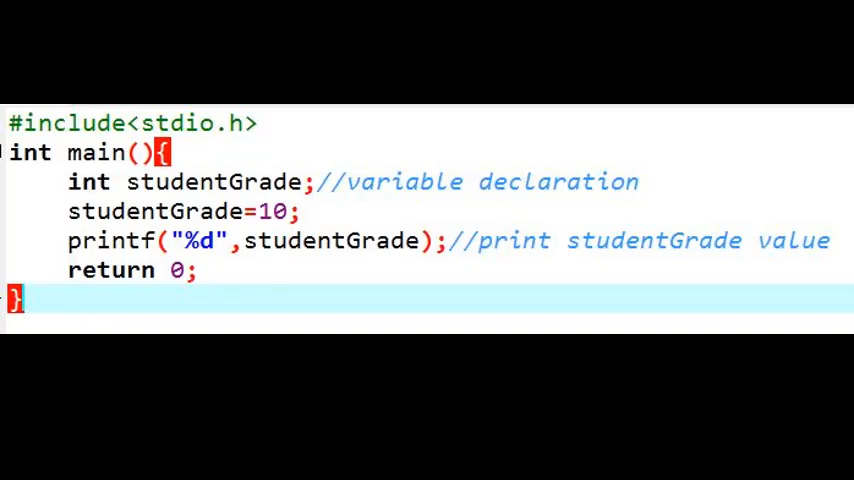 #include<stdio.h>
int main(){
    int studentGrade;//variable declaration
    studentGrade=10;
    printf("%d",studentGrade);//print studentGrade value
    return 0;
}